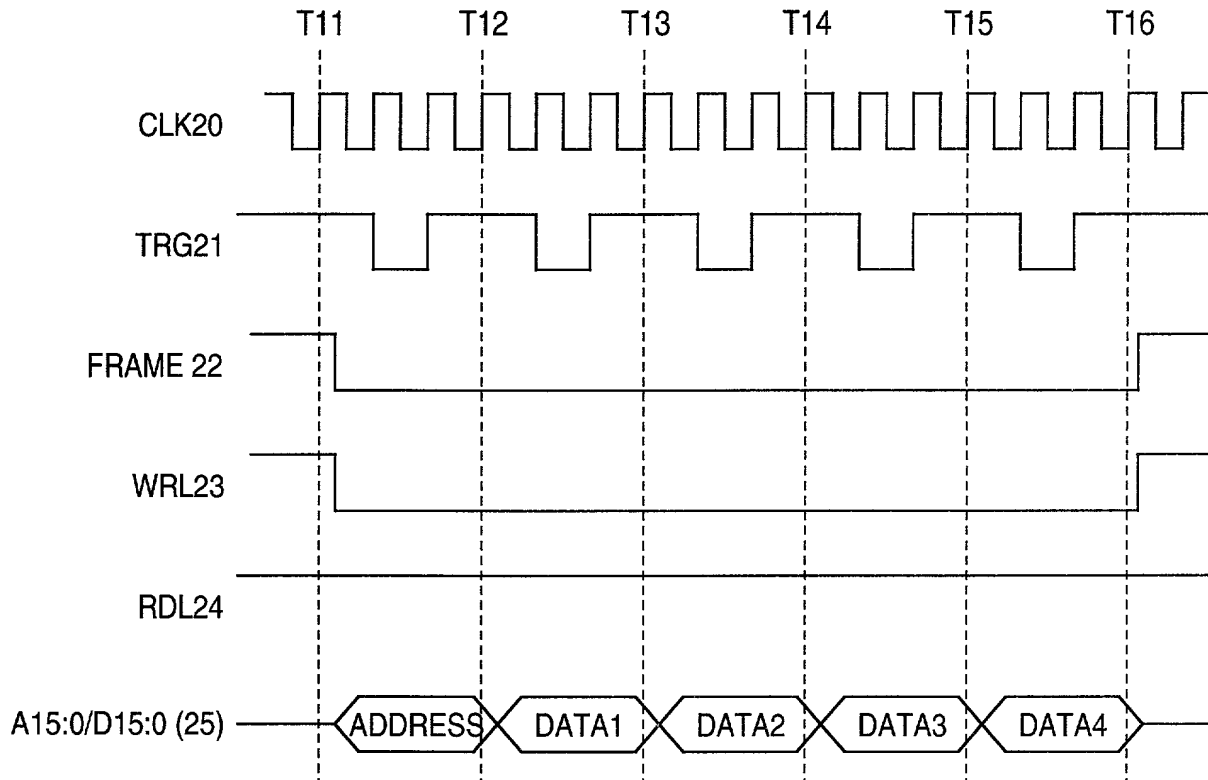 T11 T12 T13 T14 T15 T16
CLK20
TRG21
FRAME 22
WRL23
RDL24
A15:0/D15:0 (25) ADDRESS DATA1 DATA2 DATA3 DATA4